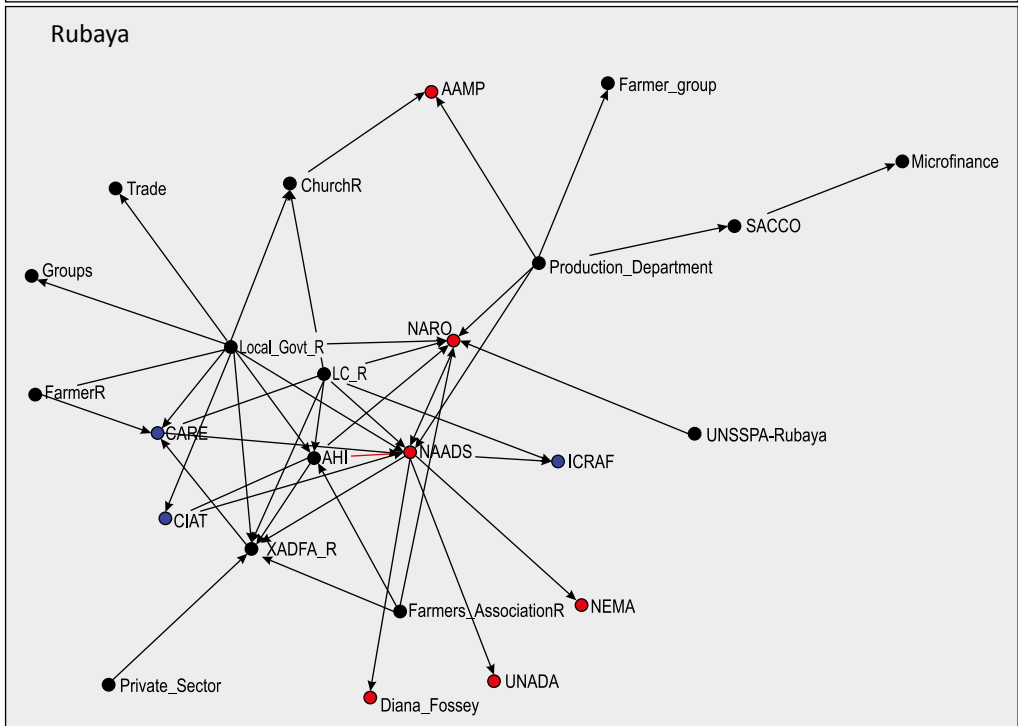 Rubaya
AAMP
Farmer_group
Microfinance
Trade
ChurchR
SACCO
Groups
Production_Department
NARO
Local_Govt_R
LC_R
FarmerR
CARE
UNSSPA-Rubaya
NAADS
AHI
ICRAF
CIAT
XADFA_R
Farmers_AssociationR
NEMA
Private_Sector
UNADA
Diana_Fossey